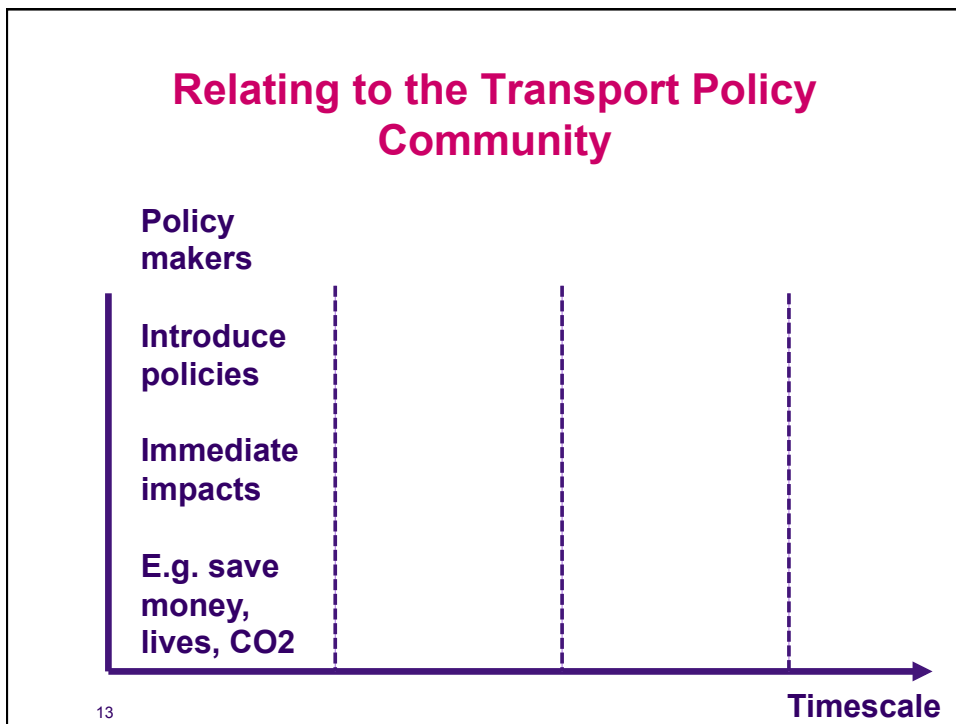 Relating to the Transport Policy
Community
Policy
makers
Introduce
policies
Immediate
impacts
E.g. save
money,
lives, CO2
13
Timescale